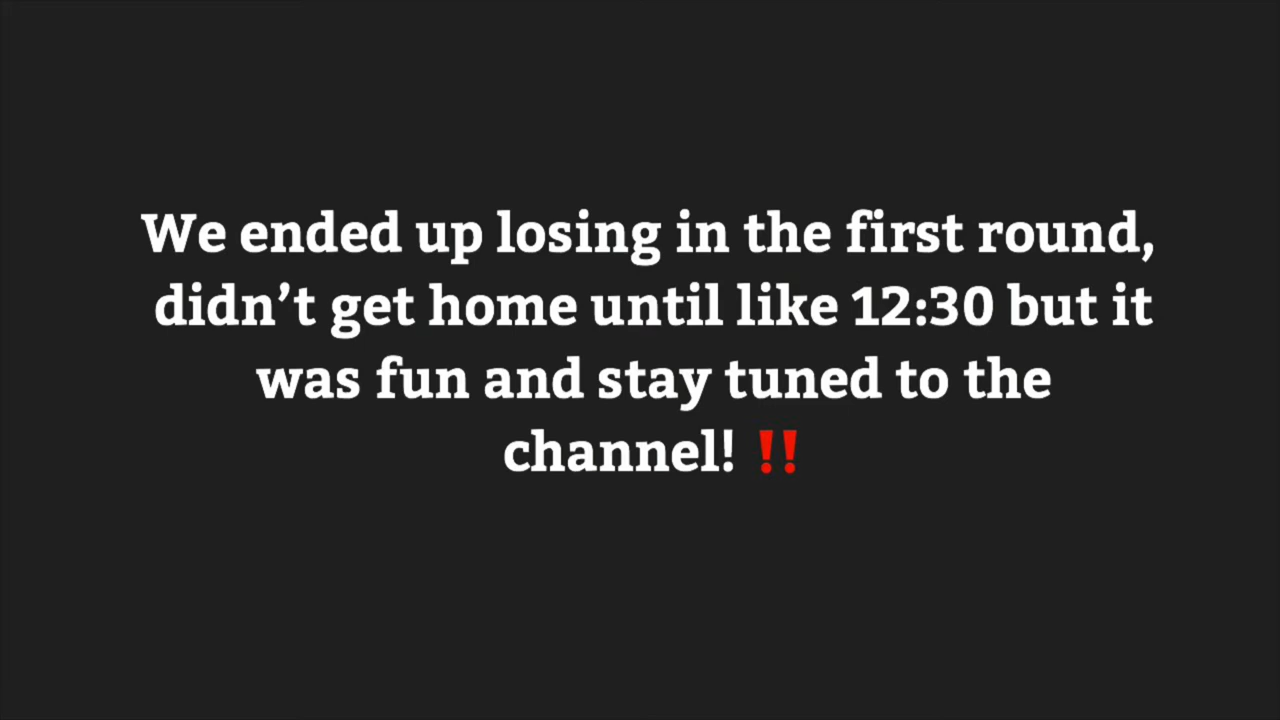 We ended up losing in the first round,
didn’t get home until like 12:30 but it
was fun and stay tuned to the
channel! ‼️